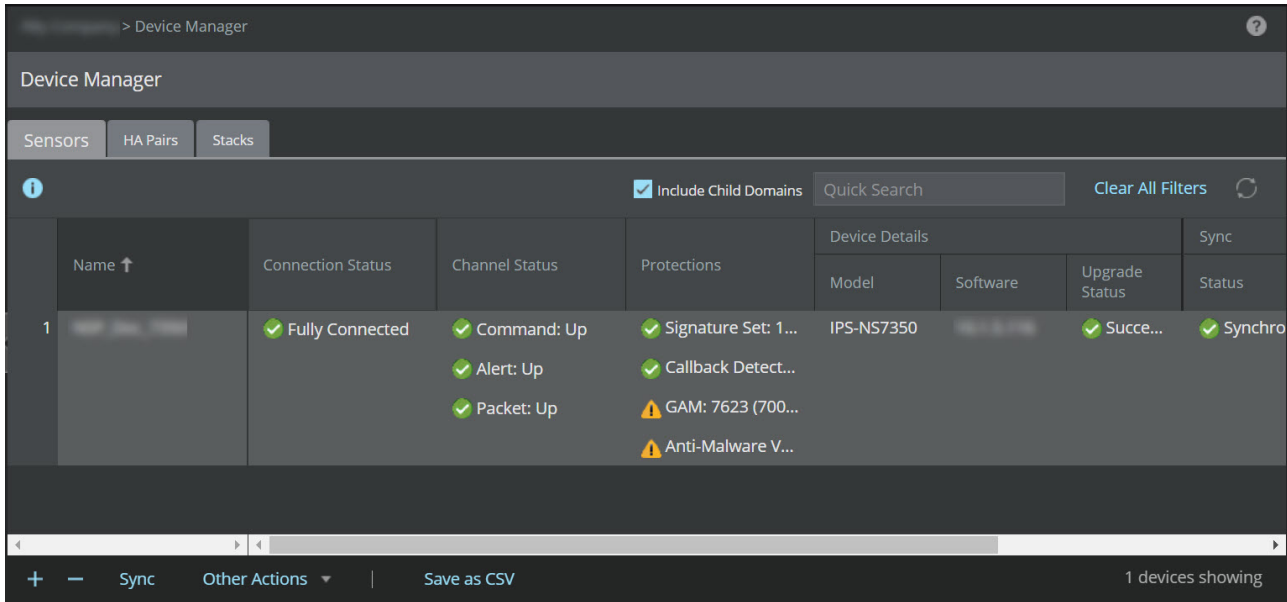 > Device Manager
Device Manager
Sensors HA Pairs Stacks
Include Child Domains Quick Search Clear All Filters
Name Connection Status Channel Status Protections Device Details Sync
Model Software Upgrade Status Status
1 Fully Connected Command: Up Signature Set: 1... IPS-NS7350 Succe... Synchro
Alert: Up Callback Detect...
Packet: Up GAM: 7623 (700...
Anti-Malware V...
+ − Sync Other Actions | Save as CSV 1 devices showing